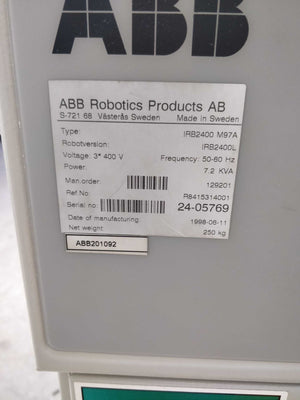 ABB
ABB Robotics Products AB
S-721 68 Västerås Sweden Made in Sweden
Type: IRB2400 M97A
Robotversion: IRB2400L
Voltage: 3* 400 V Frequency: 50-60 Hz
Power: 7.2 KVA
Man.order: 129201
Ref No: R8415314001
Serial no: 24-05769
Date of manufacturing: 1998-06-11
Net weight: 250 kg
ABB201092